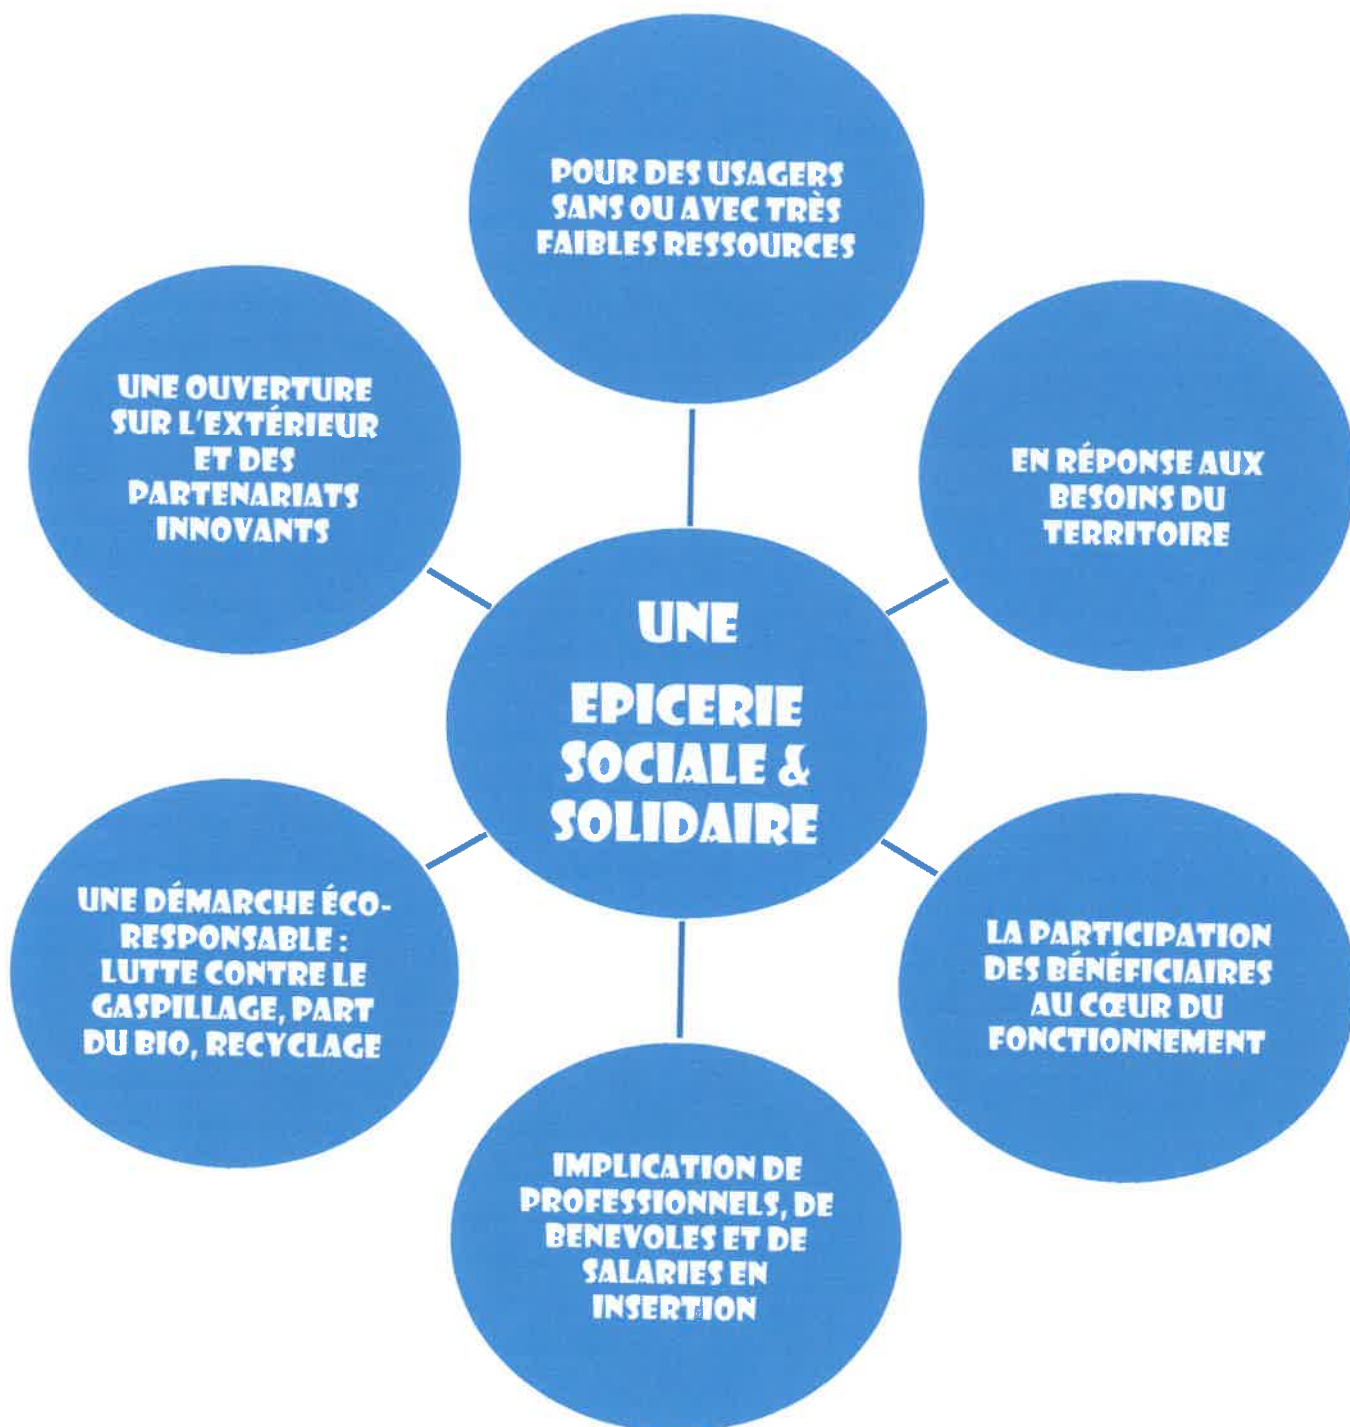 POUR DES USAGERS
SANS OU AVEC TRÈS
FAIBLES RESSOURCES
UNE OUVERTURE
SUR L'EXTÉRIEUR
ET DES
PARTENARIATS
INNOVANTS
EN RÉPONSE AUX
BESOINS DU
TERRITOIRE
UNE
EPICERIE
SOCIALE &
SOLIDAIRE
UNE DÉMARCHE ÉCO-
RESPONSABLE :
LUTTE CONTRE LE
GASPILLAGE, PART
DU BIO, RECYCLAGE
LA PARTICIPATION
DES BÉNÉFICIAIRES
AU CŒUR DU
FONCTIONNEMENT
IMPLICATION DE
PROFESSIONNELS, DE
BENEVOLES ET DE
SALARIES EN
INSERTION